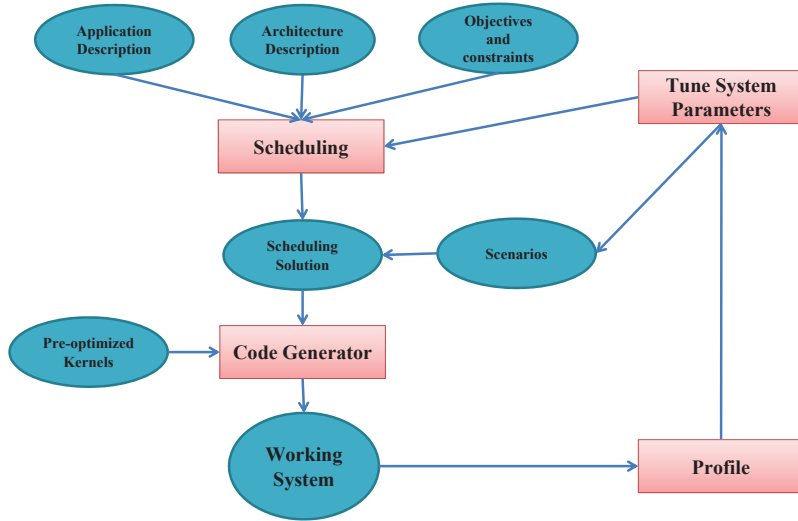 Application
Description
Architecture
Description
Objectives
and
constraints
Tune System
Parameters
Scheduling
Scheduling
Solution
Scenarios
Pre-optimized
Kernels
Code Generator
Working
System
Profile